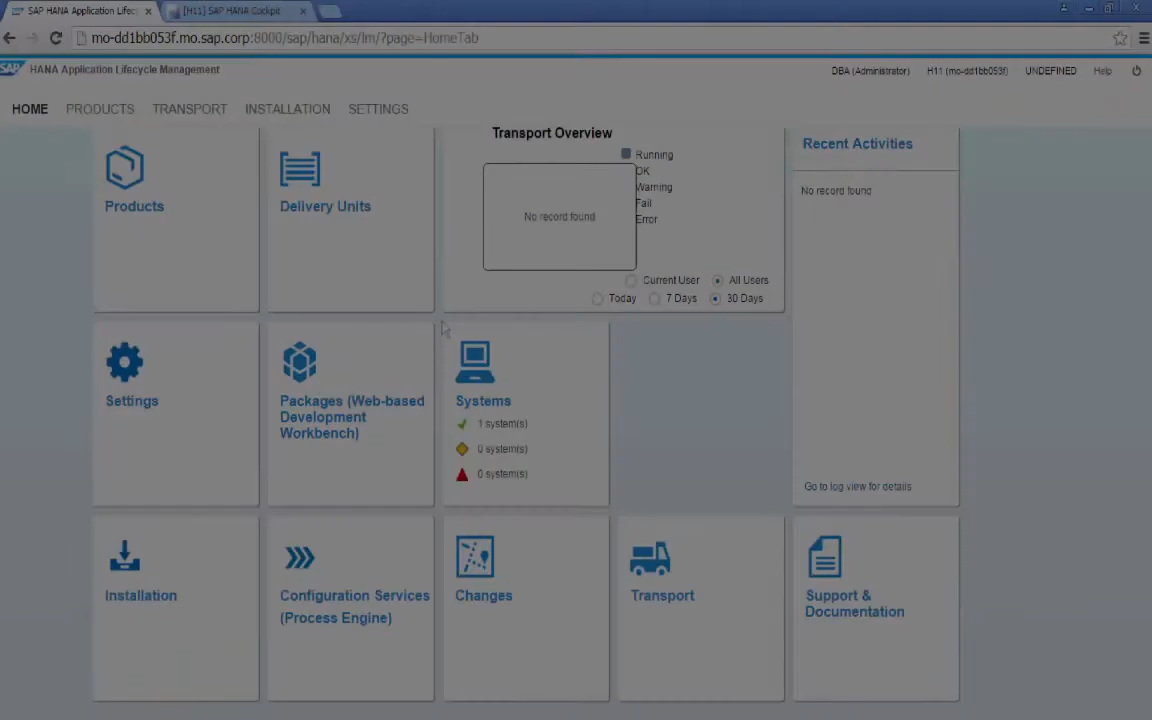 SAP HANA Application Lifec
[H11] SAP HANA Cockpit
mo-dd1bb053f.mo.sap.corp:8000/sap/hana/xs/lm/?page=HomeTab
SAP HANA Application Lifecycle Management
DBA (Administrator)
H11 (mo-dd1bb053f)
UNDEFINED
Help
HOME
PRODUCTS
TRANSPORT
INSTALLATION
SETTINGS
Products
Delivery Units
Transport Overview
Running
OK
Warning
Fail
Error
No record found
Current User
All Users
Today
7 Days
30 Days
Recent Activities
No record found
Go to log view for details
Settings
Packages (Web-based
Development
Workbench)
Systems
1 system(s)
0 system(s)
0 system(s)
Installation
Configuration Services
(Process Engine)
Changes
Transport
Support &
Documentation